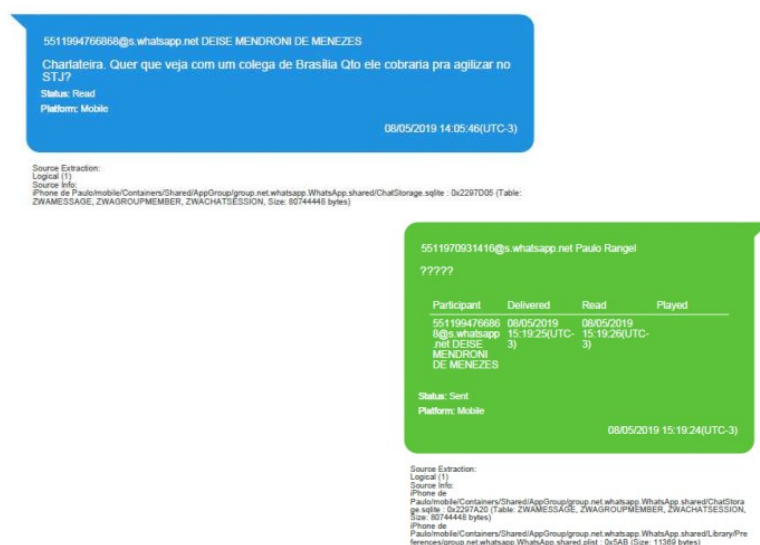 5511994766868@s.whatsapp.net DEISE MENDRONI DE MENEZES
Charlateira. Quer que veja com um colega de Brasília Qto ele cobraria pra agilizar no
STJ?
Status: Read
Platform: Mobile
08/05/2019 14:05:46(UTC-3)
Source Extraction:
Logical (1)
Source Info:
iPhone de Paulo/mobile/Containers/Shared/AppGroup/group.net.whatsapp.WhatsApp.shared/ChatStorage.sqlite : 0x2297D05 (Table:
ZWAMESSAGE, ZWAGROUPMEMBER, ZWACHATSESSION, Size: 80744448 bytes)
5511970931416@s.whatsapp.net Paulo Rangel
?????
Participant Delivered Read Played
551199476686 08/05/2019 08/05/2019
8@s.whatsapp 15:19:25(UTC- 15:19:26(UTC-
.net DEISE 3) 3)
MENDRONI
DE MENEZES
Status: Sent
Platform: Mobile
08/05/2019 15:19:24(UTC-3)
Source Extraction:
Logical (1)
Source Info:
iPhone de
Paulo/mobile/Containers/Shared/AppGroup/group.net.whatsapp.WhatsApp.shared/ChatStora
ge.sqlite : 0x2297A20 (Table: ZWAMESSAGE, ZWAGROUPMEMBER, ZWACHATSESSION,
Size: 80744448 bytes)
iPhone de
Paulo/mobile/Containers/Shared/AppGroup/group.net.whatsapp.WhatsApp.shared/Library/Pre
ferences/group.net.whatsapp.WhatsApp.shared.plist : 0x5AB (Size: 11369 bytes)